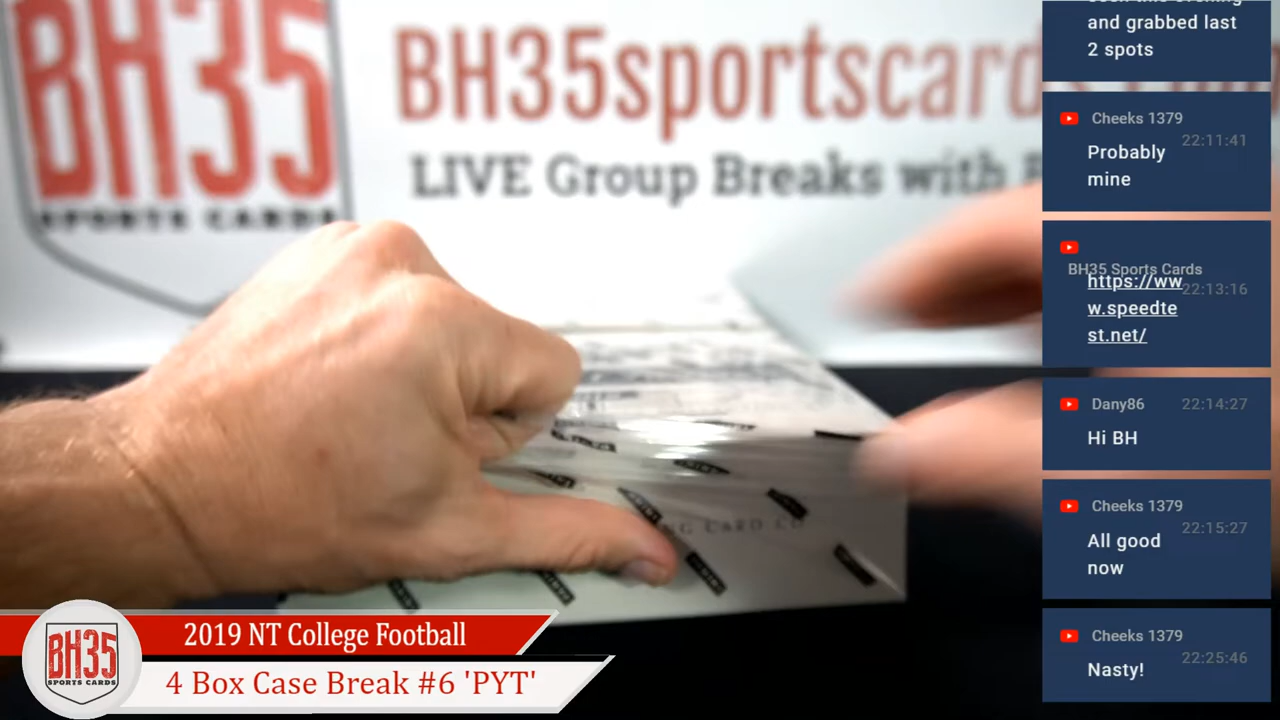 BH35
SPORTS CARDS
BH35sportscard
LIVE Group Breaks with
NG CARD CO
and grabbed last
2 spots
Cheeks 1379
22:11:41
Probably
mine
BH35 Sports Cards
22:13:16
https://ww
w.speedte
st.net/
Dany86
22:14:27
Hi BH
Cheeks 1379
22:15:27
All good
now
Cheeks 1379
22:25:46
Nasty!
BH35
SPORTS CARDS
2019 NT College Football
4 Box Case Break #6 'PYT'